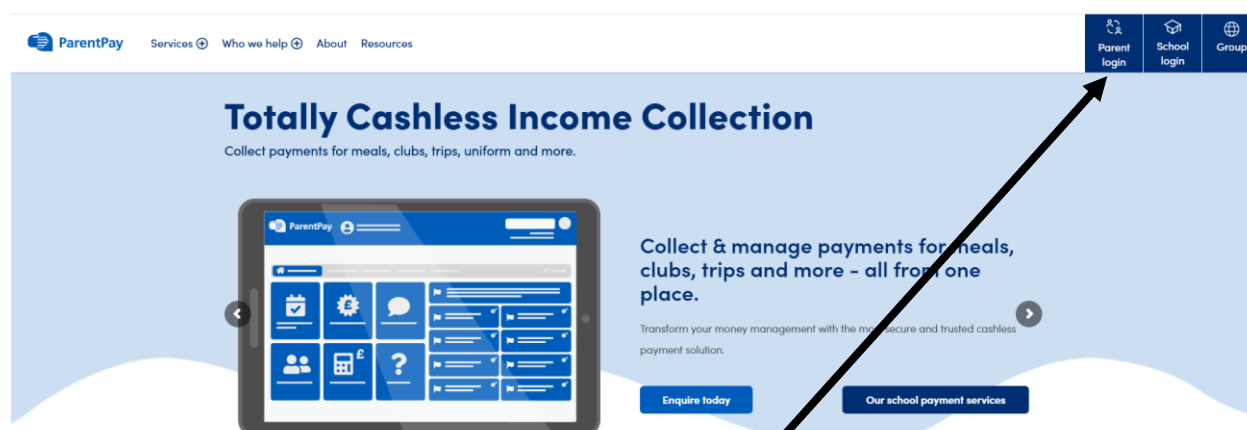 ParentPay Services Who we help About Resources
Parent login
School login
Group
Totally Cashless Income Collection
Collect payments for meals, clubs, trips, uniform and more.
ParentPay
£
£
?
Collect & manage payments for meals,
clubs, trips and more - all from one
place.
Transform your money management with the most secure and trusted cashless
payment solution.
Enquire today
Our school payment services